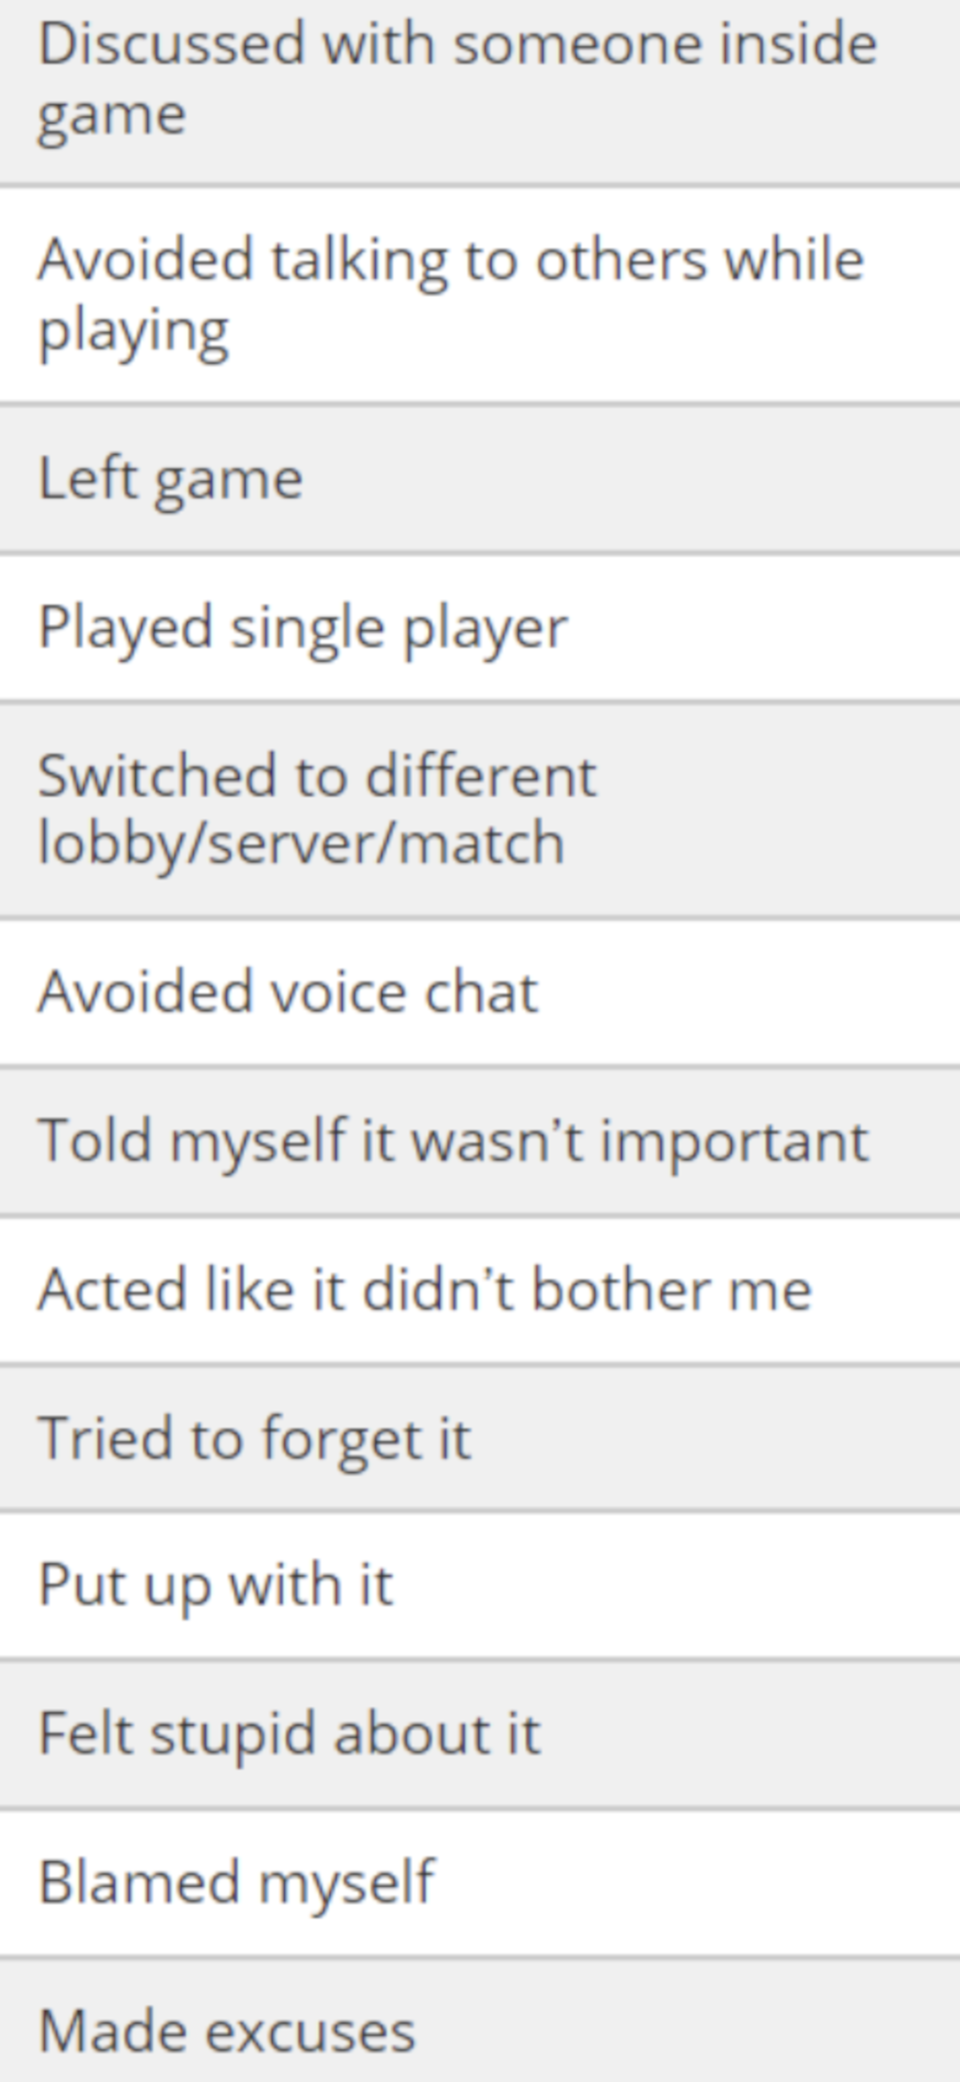 Discussed with someone inside
game
Avoided talking to others while
playing
Left game
Played single player
Switched to different
lobby/server/match
Avoided voice chat
Told myself it wasn’t important
Acted like it didn’t bother me
Tried to forget it
Put up with it
Felt stupid about it
Blamed myself
Made excuses